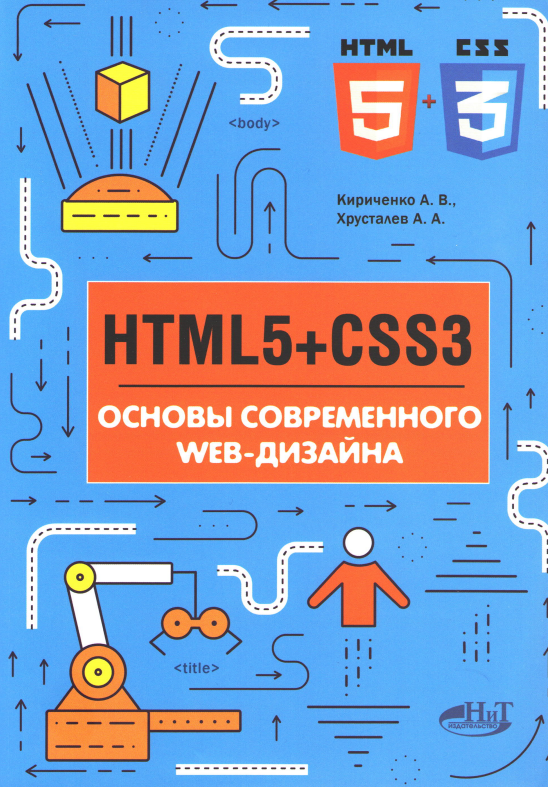 HTML CSS
5 + 3
<body>
Кириченко А. В.,
Хрусталев А. А.
HTML5+CSS3
ОСНОВЫ СОВРЕМЕННОГО
WEB-ДИЗАЙНА
<title>
НиТ
ИЗДАТЕЛЬСТВО